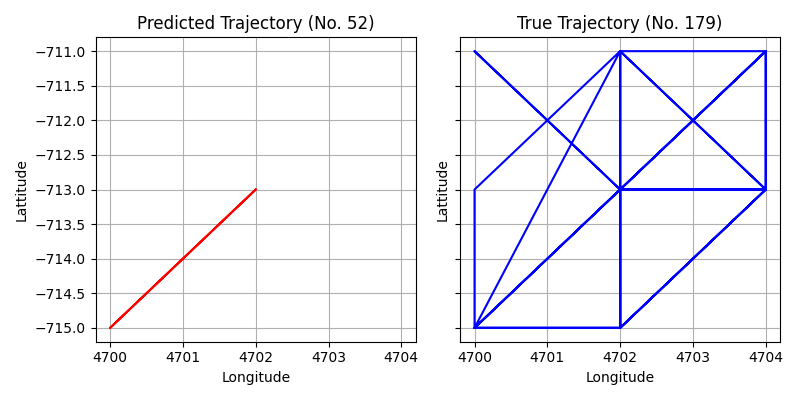 Predicted Trajectory (No. 52)
True Trajectory (No. 179)
Lattitude
−711.0
−711.5
−712.0
−712.5
−713.0
−713.5
−714.0
−714.5
−715.0
4700 4701 4702 4703 4704
Longitude
Lattitude
4700 4701 4702 4703 4704
Longitude